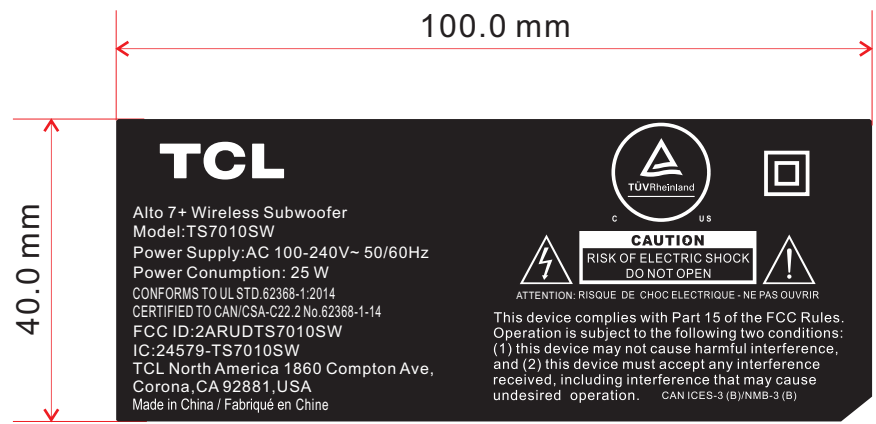 100.0 mm
40.0 mm
TCL
Alto 7+ Wireless Subwoofer
Model:TS7010SW
Power Supply:AC 100-240V~ 50/60Hz
Power Conumption: 25 W
CONFORMS TO UL STD.62368-1:2014
CERTIFIED TO CAN/CSA-C22.2 No.62368-1-14
FCC ID:2ARUDTS7010SW
IC:24579-TS7010SW
TCL North America 1860 Compton Ave,
Corona,CA 92881,USA
Made in China / Fabriqué en Chine
TÜVRheinland
C US
CAUTION
RISK OF ELECTRIC SHOCK
DO NOT OPEN
ATTENTION: RISQUE DE CHOC ELECTRIQUE - NE PAS OUVRIR
This device complies with Part 15 of the FCC Rules.
Operation is subject to the following two conditions:
(1) this device may not cause harmful interference,
and (2) this device must accept any interference
received, including interference that may cause
undesired operation. CAN ICES-3 (B)/NMB-3 (B)